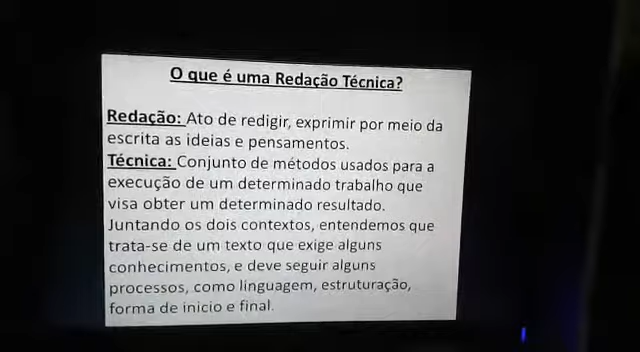 O que é uma Redação Técnica?
Redação: Ato de redigir, exprimir por meio da
escrita as ideias e pensamentos.
Técnica: Conjunto de métodos usados para a
execução de um determinado trabalho que
visa obter um determinado resultado.
Juntando os dois contextos, entendemos que
trata-se de um texto que exige alguns
conhecimentos, e deve seguir alguns
processos, como linguagem, estruturação,
forma de inicio e final.